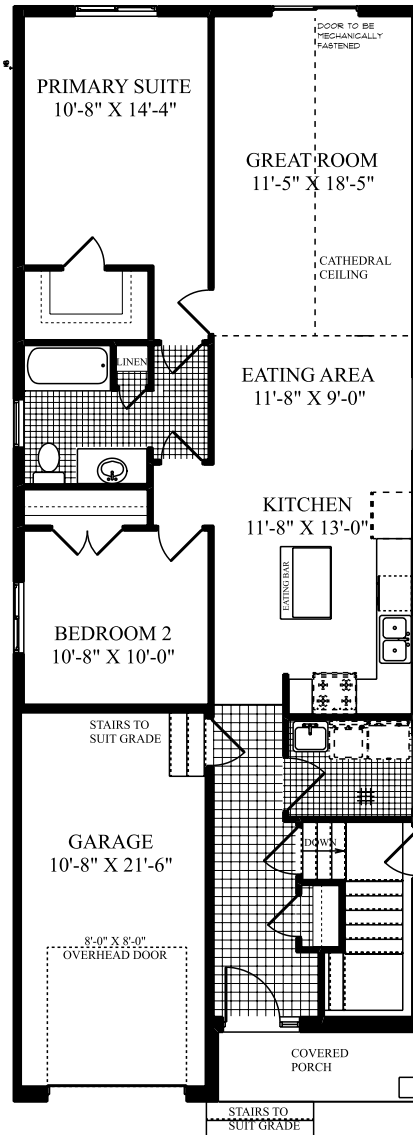 DOOR TO BE
MECHANICALLY
FASTENED
PRIMARY SUITE
10'-8" X 14'-4"
GREAT ROOM
11'-5" X 18'-5"
CATHEDRAL
CEILING
LINEN
EATING AREA
11'-8" X 9'-0"
KITCHEN
11'-8" X 13'-0"
EATING BAR
BEDROOM 2
10'-8" X 10'-0"
STAIRS TO
SUIT GRADE
GARAGE
10'-8" X 21'-6"
DOWN
8'-0" X 8'-0"
OVERHEAD DOOR
COVERED
PORCH
STAIRS TO
SUIT GRADE